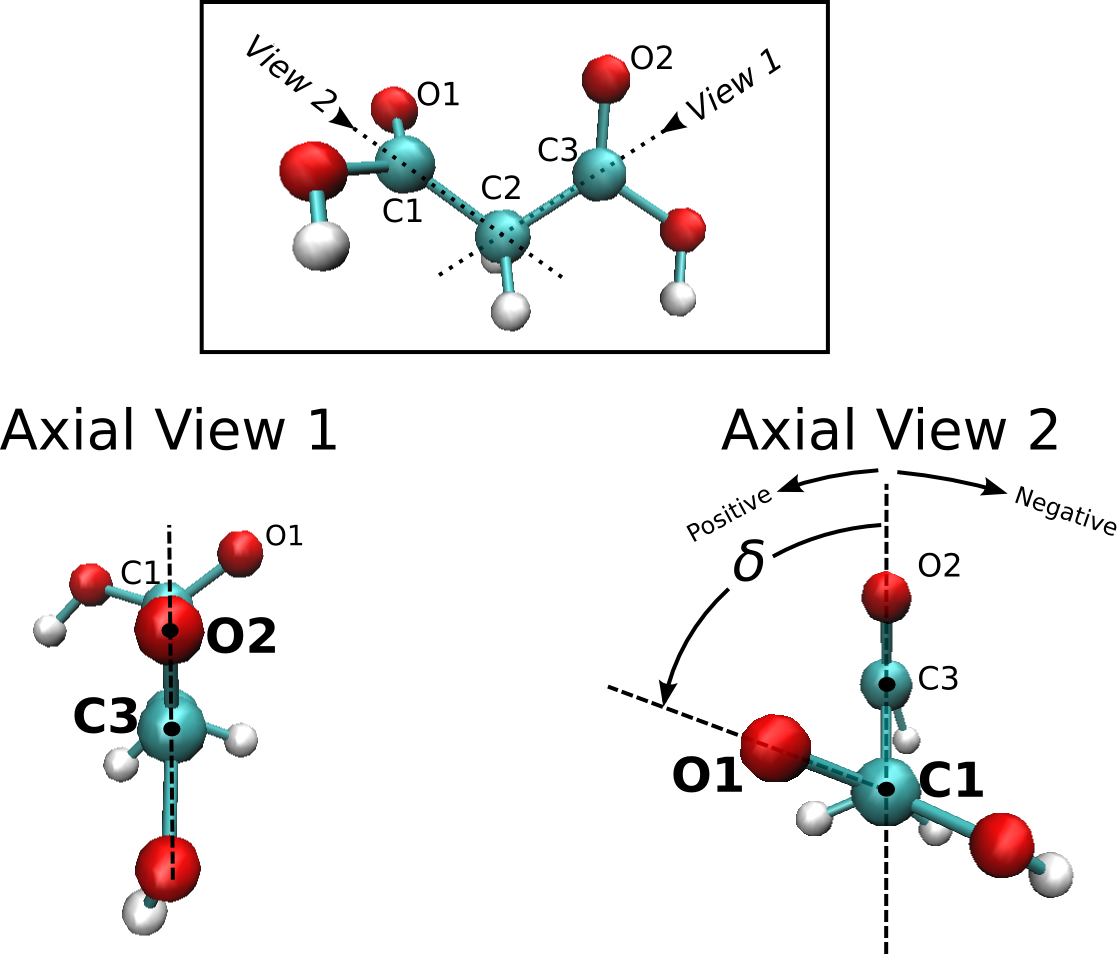 View 2
O1
O2
View 1
C3
C2
C1
Axial View 1
Axial View 2
Positive
Negative
δ
O1
C1
O2
C3
O2
C3
O1
C1